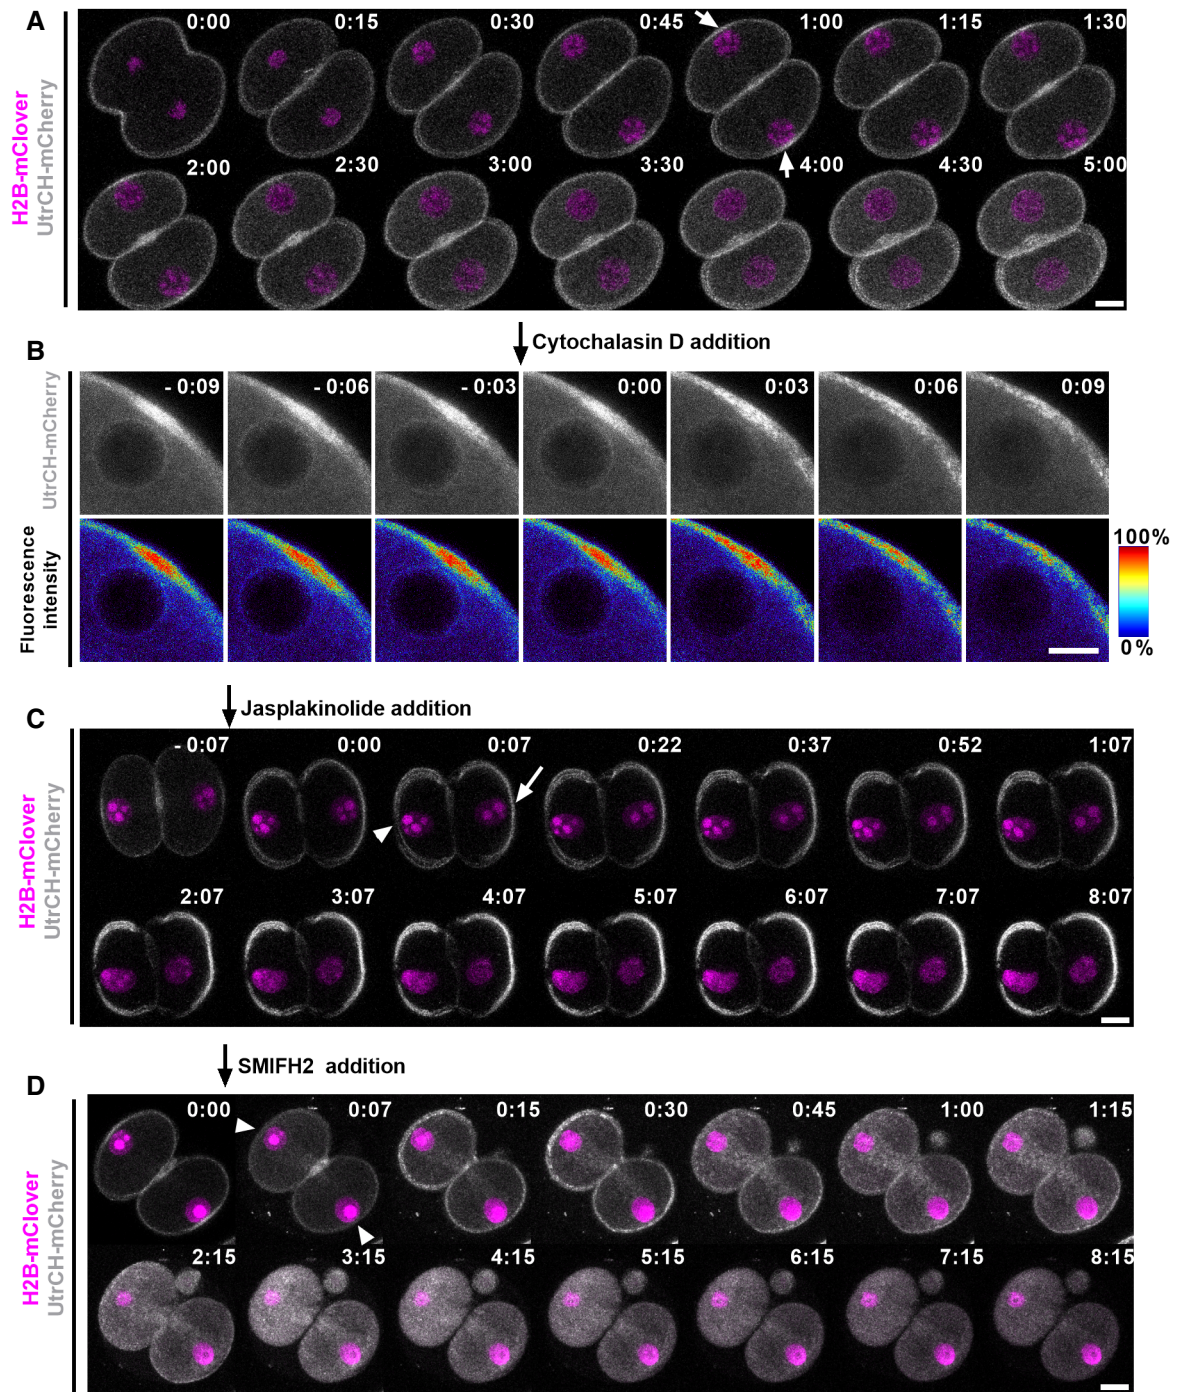 A
H2B-mClover
UtrCH-mCherry
0:00 0:15 0:30 0:45 1:00 1:15 1:30
2:00 2:30 3:00 3:30 4:00 4:30 5:00
Cytochalasin D addition
B
UtrCH-mCherry
- 0:09 - 0:06 - 0:03 0:00 0:03 0:06 0:09
Fluorescence
intensity
100%
0%
Jasplakinolide addition
C
H2B-mClover
UtrCH-mCherry
- 0:07 0:00 0:07 0:22 0:37 0:52 1:07
2:07 3:07 4:07 5:07 6:07 7:07 8:07
SMIFH2 addition
D
H2B-mClover
UtrCH-mCherry
0:00 0:07 0:15 0:30 0:45 1:00 1:15
2:15 3:15 4:15 5:15 6:15 7:15 8:15